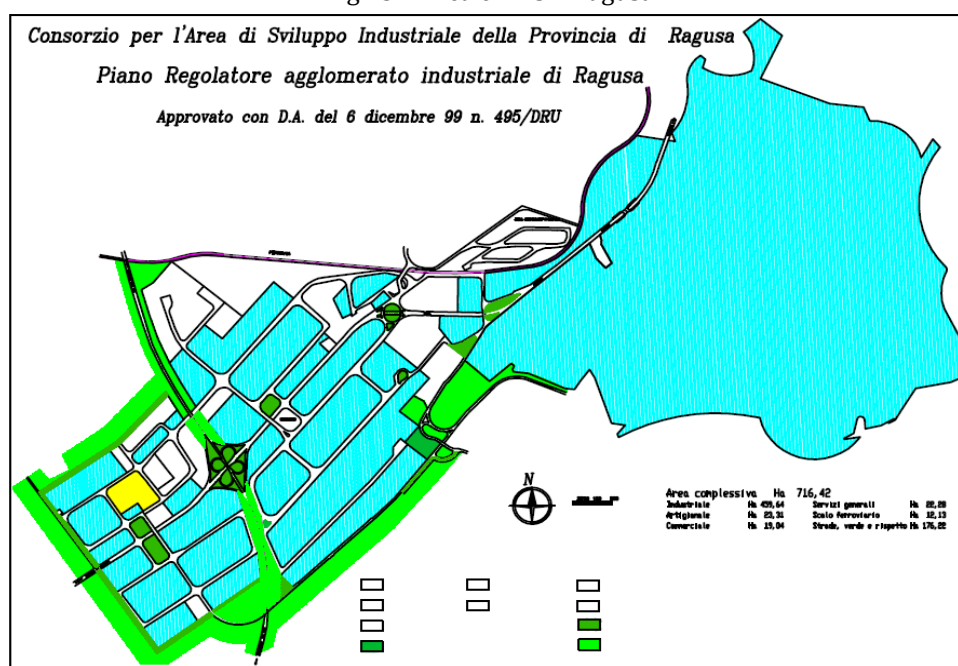 Consorzio per l'Area di Sviluppo Industriale della Provincia di Ragusa
Piano Regolatore agglomerato industriale di Ragusa
Approvato con D.A. del 6 dicembre 99 n. 495/DRU
N
Area complessiva Ha 716,42
Industriale Ha 459,64 Servizi generali Ha 22,28
Artigianale Ha 23,31 Scalo ferroviario Ha 12,13
Comerciale Ha 19,04 Strade, verde e rispetto Ha 176,22